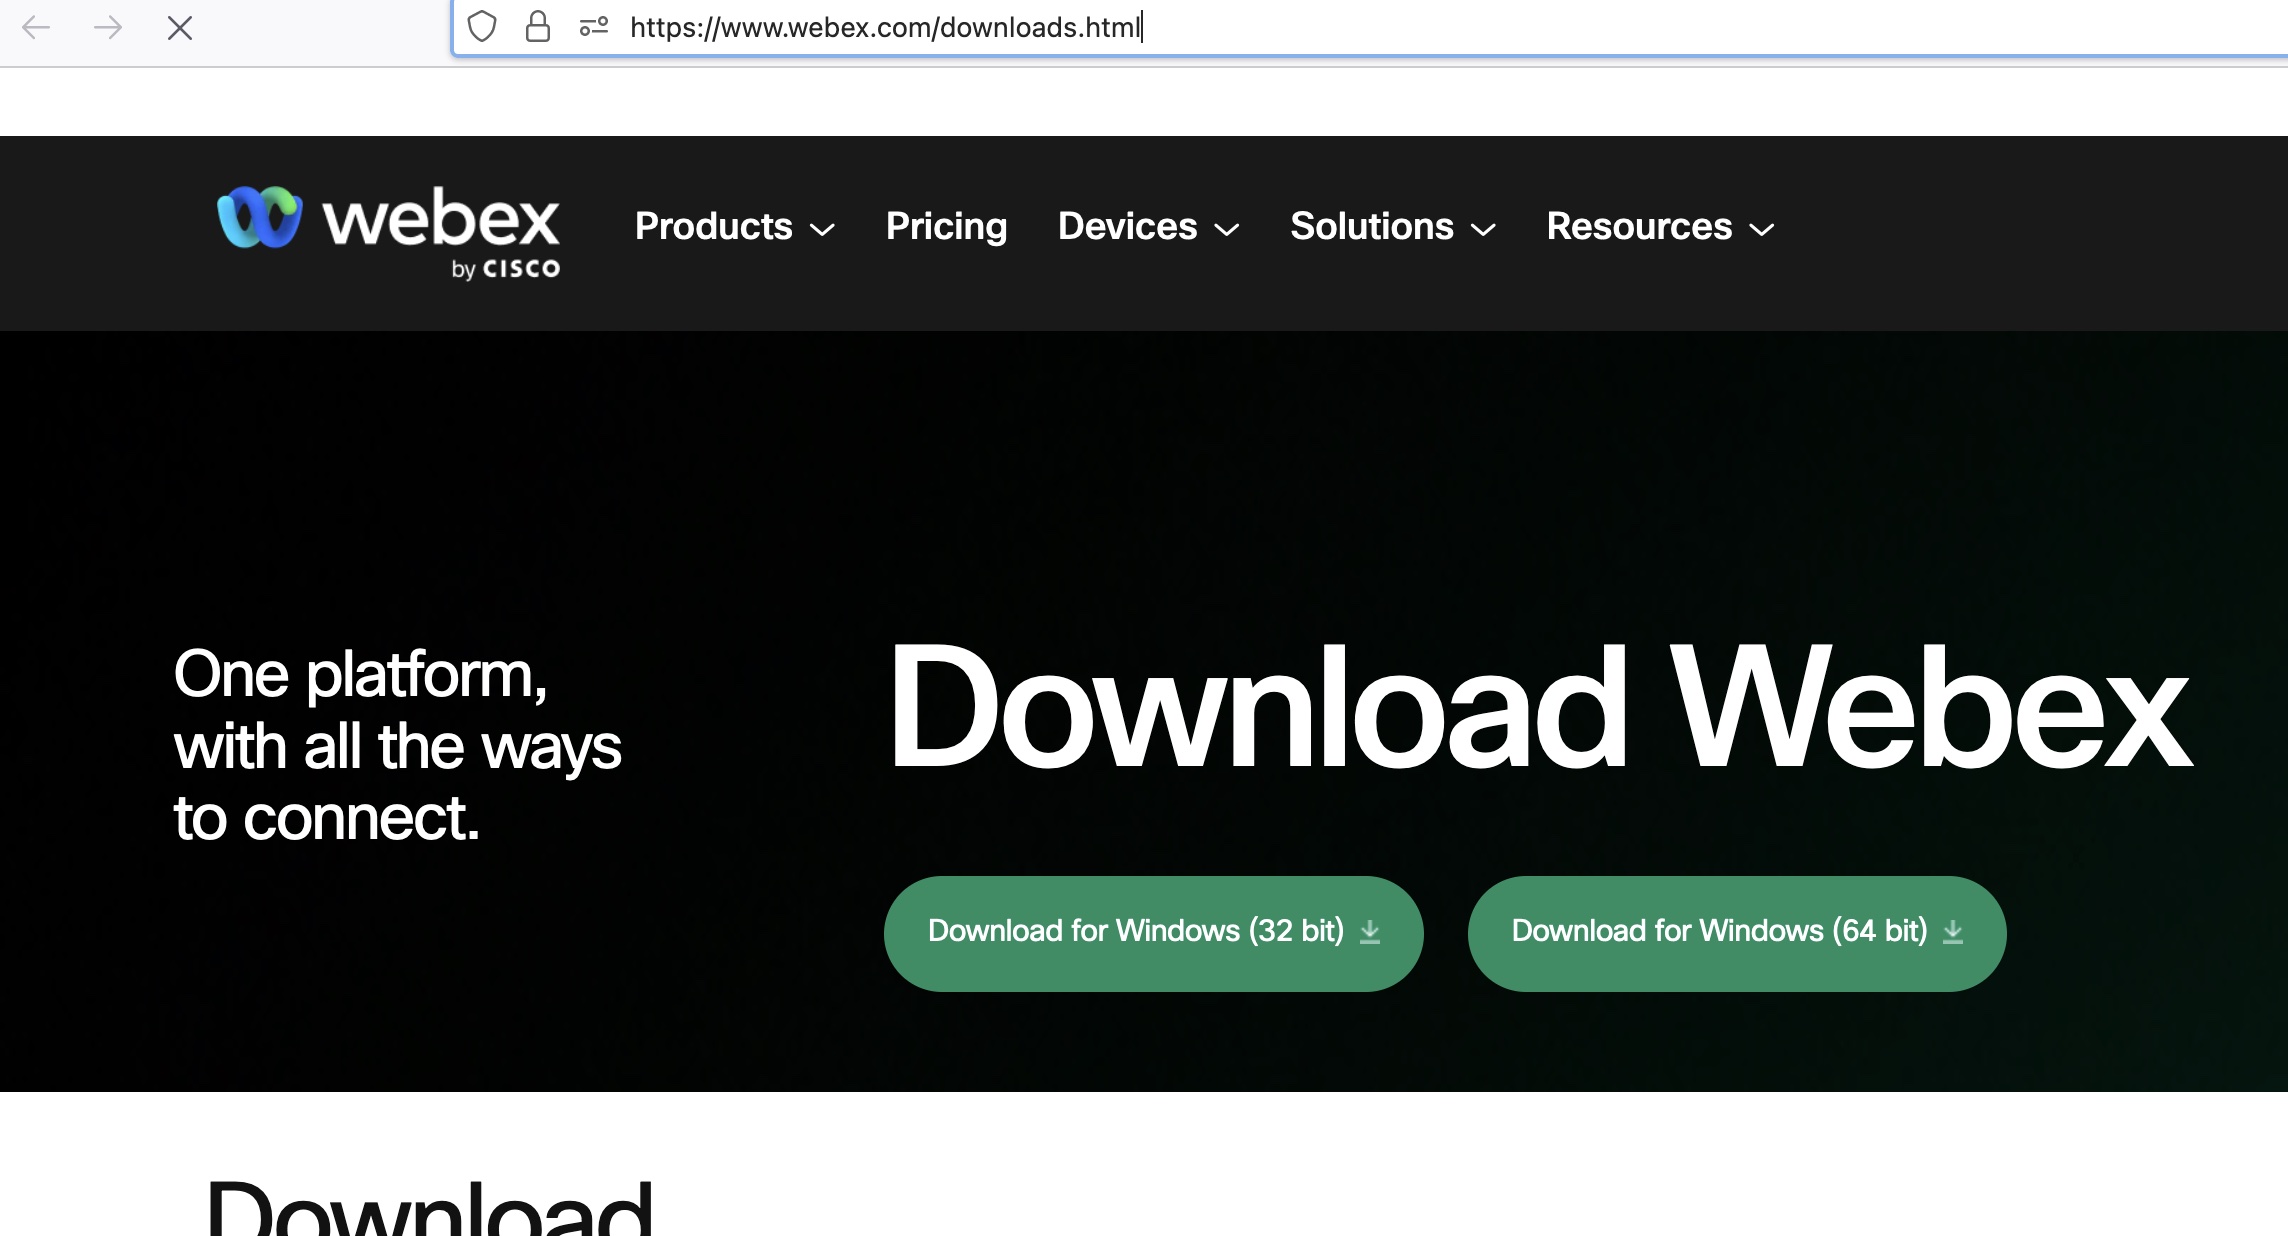 https://www.webex.com/downloads.html
webex
by CISCO
Products
Pricing
Devices
Solutions
Resources
One platform,
with all the ways
to connect.
Download Webex
Download for Windows (32 bit)
Download for Windows (64 bit)
Download